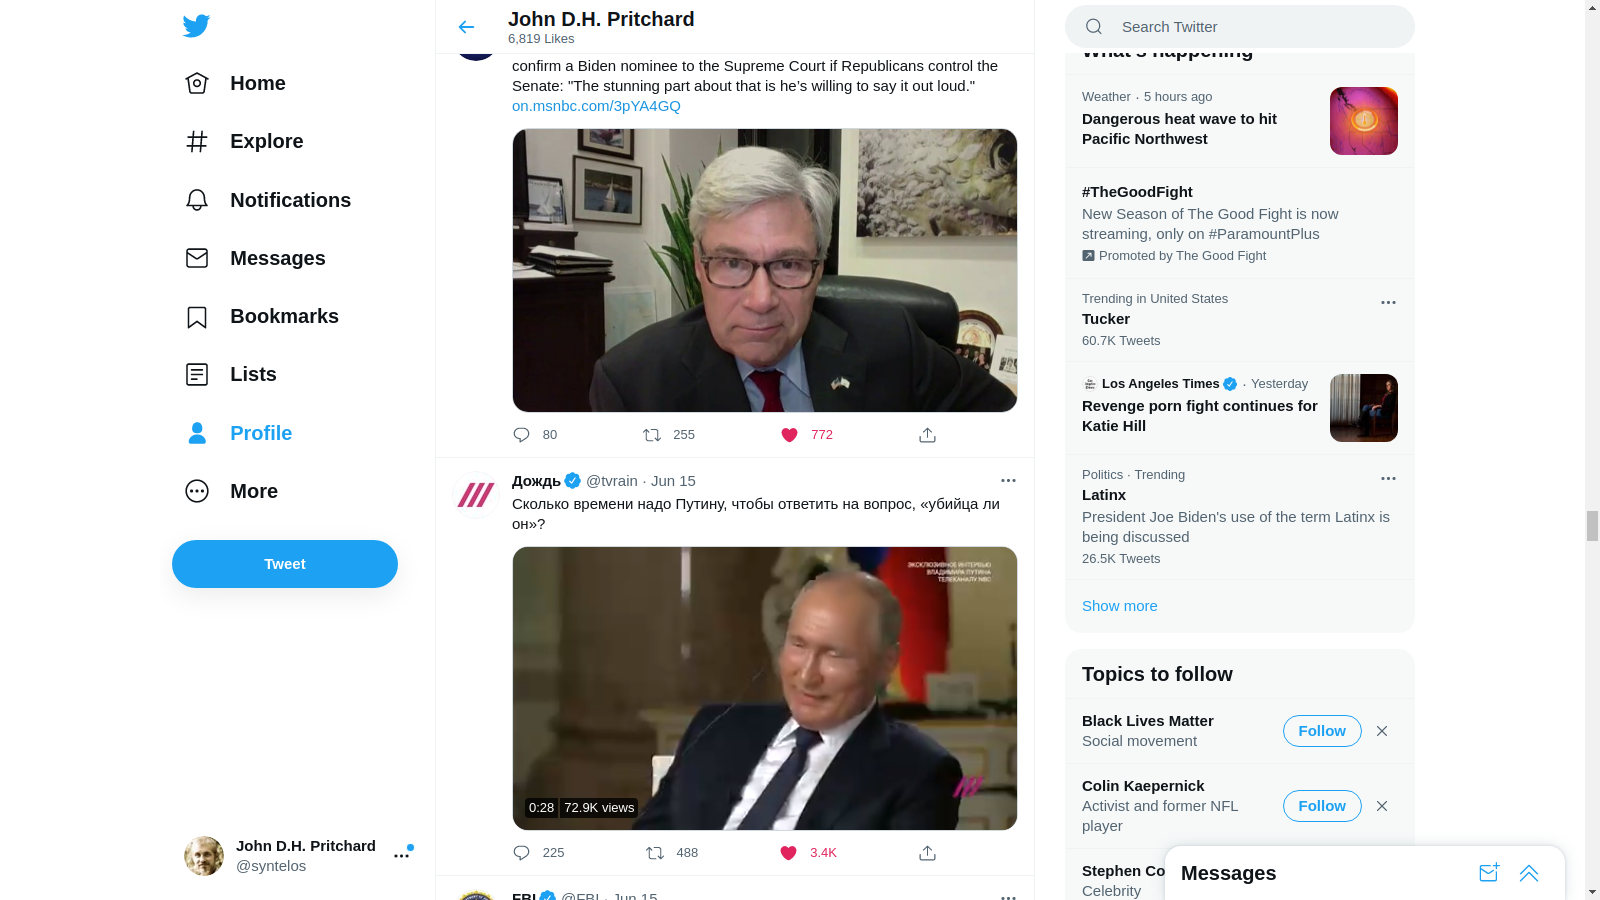 Home
Explore
Notifications
Messages
Bookmarks
Lists
Profile
More
Tweet
John D.H. Pritchard
@syntelos
John D.H. Pritchard
6,819 Likes
confirm a Biden nominee to the Supreme Court if Republicans control the
Senate: "The stunning part about that is he's willing to say it out loud."
on.msnbc.com/3pYA4GQ
80
255
772
Дождь @tvrain · Jun 15
Сколько времени надо Путину, чтобы ответить на вопрос, «убийца ли
он»?
ЭКСКЛЮЗИВНОЕ ИНТЕРВЬЮ
ВЛАДИМИРА ПУТИНА
ТЕЛЕКАНАЛУ NBC
0:28 72.9K views
225
488
3.4K
FBI @FBI · Jun 15
Search Twitter
What's happening
Weather · 5 hours ago
Dangerous heat wave to hit
Pacific Northwest
#TheGoodFight
New Season of The Good Fight is now
streaming, only on #ParamountPlus
Promoted by The Good Fight
Trending in United States
Tucker
60.7K Tweets
Los Angeles Times · Yesterday
Revenge porn fight continues for
Katie Hill
Politics · Trending
Latinx
President Joe Biden's use of the term Latinx is
being discussed
26.5K Tweets
Show more
Topics to follow
Black Lives Matter
Social movement
Follow
Colin Kaepernick
Activist and former NFL
player
Follow
Stephen Co
Celebrity
Messages